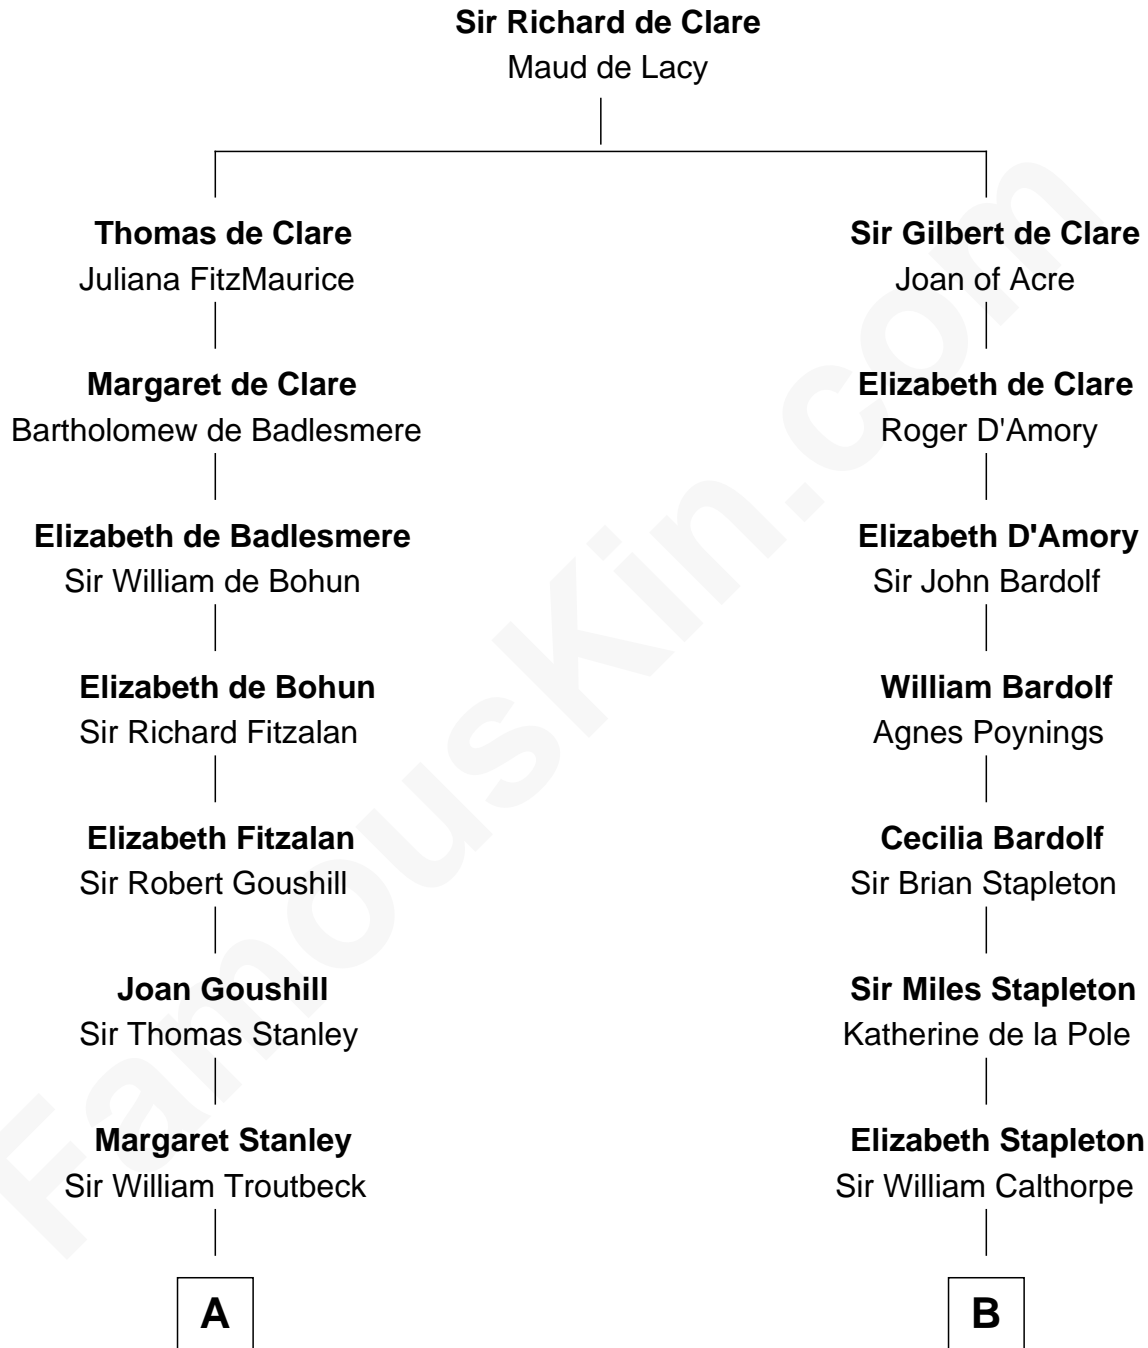 Sir Richard de Clare
Maud de Lacy
Thomas de Clare
Juliana FitzMaurice
Margaret de Clare
Bartholomew de Badlesmere
Elizabeth de Badlesmere
Sir William de Bohun
Elizabeth de Bohun
Sir Richard Fitzalan
Elizabeth Fitzalan
Sir Robert Goushill
Joan Goushill
Sir Thomas Stanley
Margaret Stanley
Sir William Troutbeck
A
Sir Gilbert de Clare
Joan of Acre
Elizabeth de Clare
Roger D'Amory
Elizabeth D'Amory
Sir John Bardolf
William Bardolf
Agnes Poynings
Cecilia Bardolf
Sir Brian Stapleton
Sir Miles Stapleton
Katherine de la Pole
Elizabeth Stapleton
Sir William Calthorpe
B
FamousKin.com